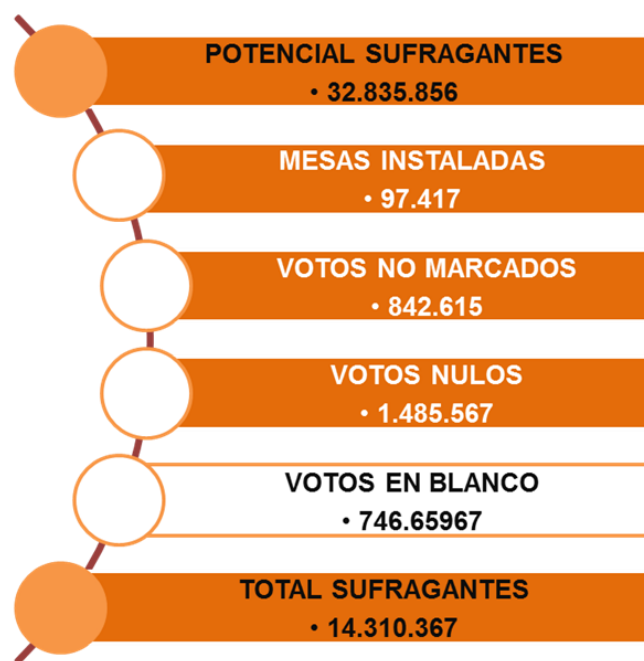 POTENCIAL SUFRAGANTES
• 32.835.856
MESAS INSTALADAS
• 97.417
VOTOS NO MARCADOS
• 842.615
VOTOS NULOS
• 1.485.567
VOTOS EN BLANCO
• 746.65967
TOTAL SUFRAGANTES
• 14.310.367